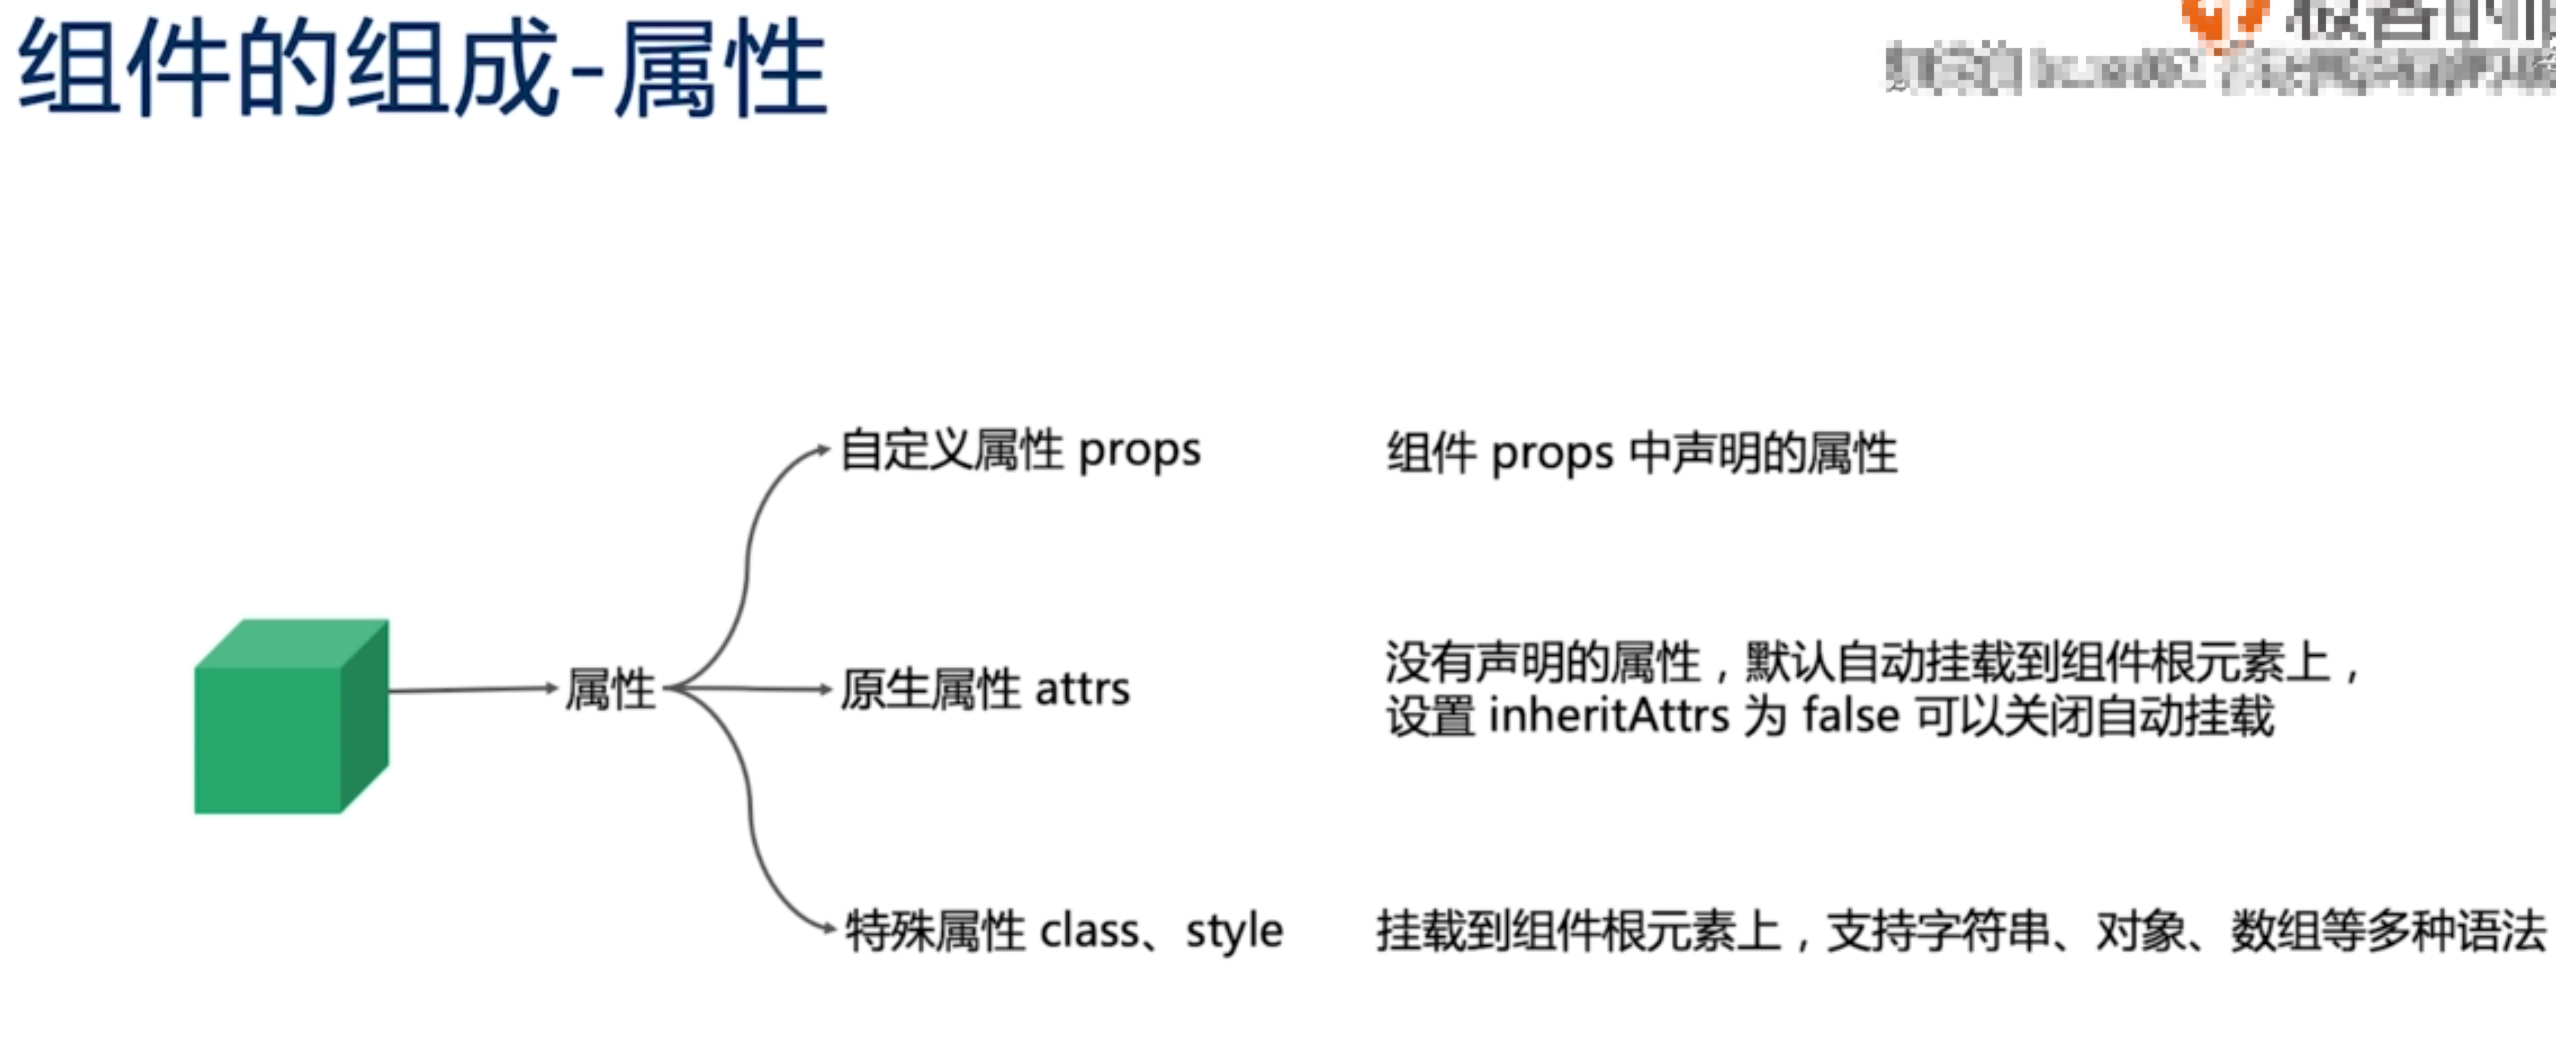 组件的组成-属性
自定义属性 props
组件 props 中声明的属性
属性
原生属性 attrs
没有声明的属性，默认自动挂载到组件根元素上，
设置 inheritAttrs 为 false 可以关闭自动挂载
特殊属性 class、style
挂载到组件根元素上，支持字符串、对象、数组等多种语法